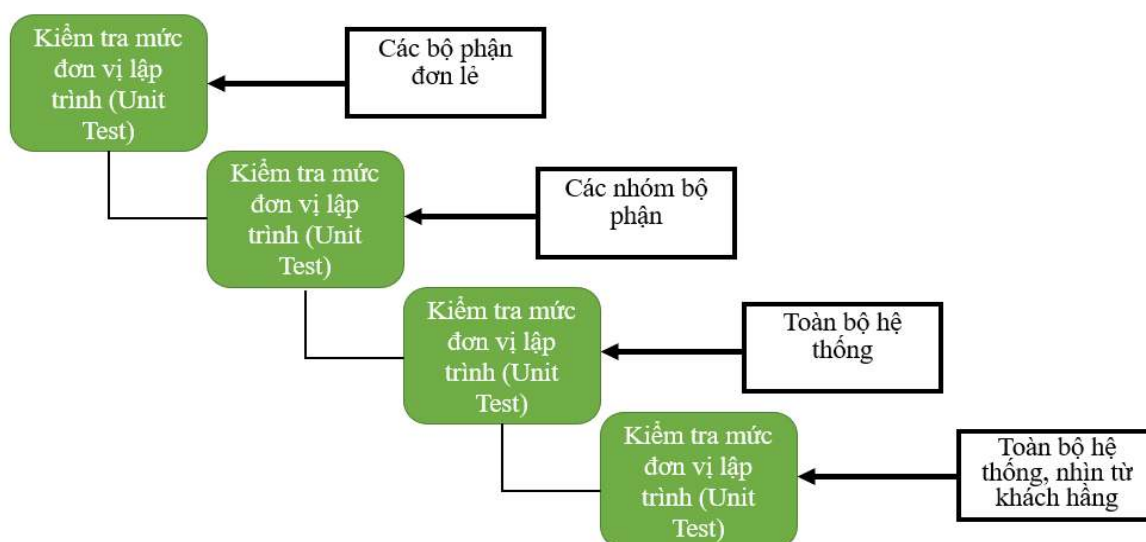 Kiểm tra mức
đơn vị lập
trình (Unit
Test)
Các bộ phận
đơn lẻ
Kiểm tra mức
đơn vị lập
trình (Unit
Test)
Các nhóm bộ
phận
Kiểm tra mức
đơn vị lập
trình (Unit
Test)
Toàn bộ hệ
thống
Kiểm tra mức
đơn vị lập
trình (Unit
Test)
Toàn bộ hệ
thống, nhìn từ
khách hầng